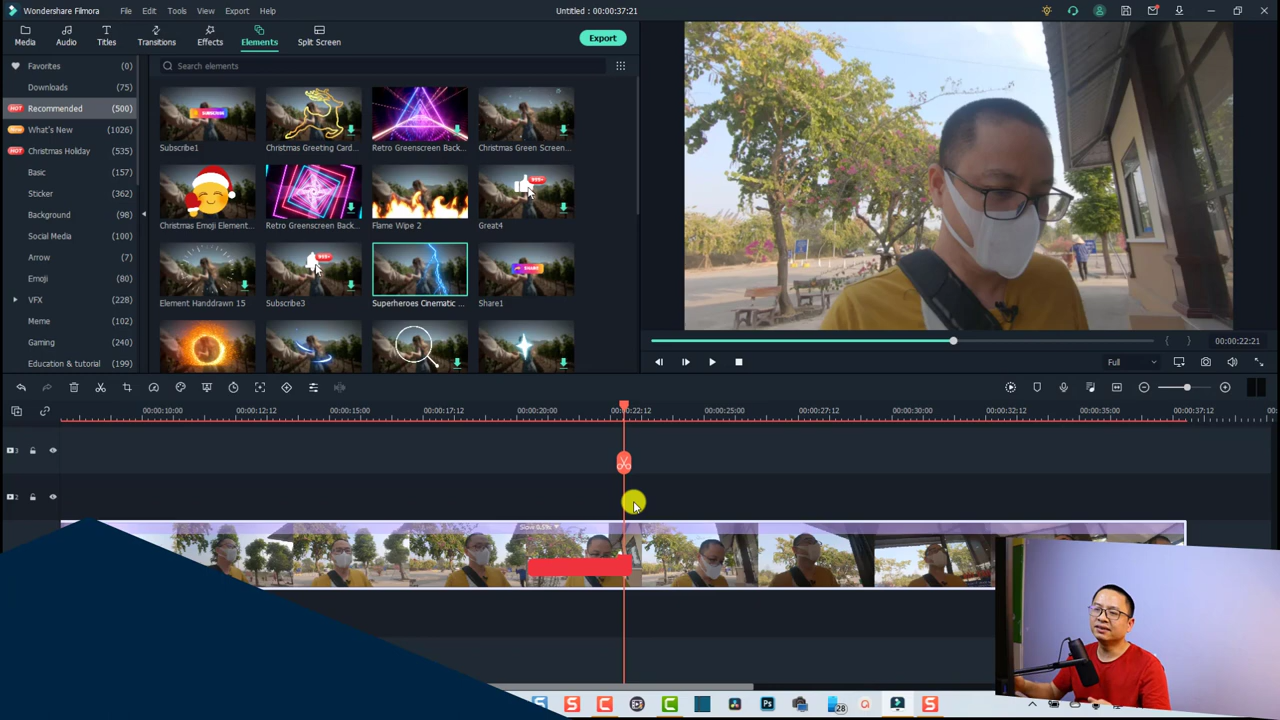 Wondershare Filmora
File
Edit
Tools
View
Export
Help
Untitled : 00:00:37:21
Media
Audio
Titles
Transitions
Effects
Elements
Split Screen
Export
Favorites (0)
Downloads (75)
HOT Recommended (500)
What's New (1026)
HOT Christmas Holiday (535)
Basic (157)
Sticker (362)
Background (98)
Social Media (100)
Arrow (7)
Emoji (80)
VFX (228)
Meme (102)
Gaming (240)
Education & tutorial (199)
Search elements
Subscribe1
Christmas Greeting Card...
Retro Greenscreen Back...
Christmas Green Screen...
Christmas Emoji Element...
Retro Greenscreen Back...
Flame Wipe 2
Great4
Element Handdrawn 15
Subscribe3
Superheroes Cinematic ...
Share1
00:00:22:21
Full
00:00:10:00
00:00:12:12
00:00:15:00
00:00:17:12
00:00:20:00
00:00:22:12
00:00:25:00
00:00:27:12
00:00:30:00
00:00:32:12
00:00:35:00
00:00:37:12
3
2
28